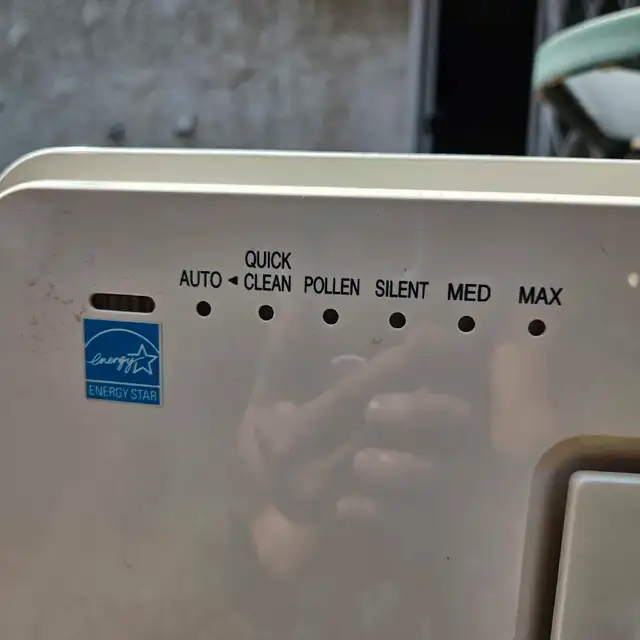 QUICK
AUTO ◄ CLEAN POLLEN SILENT MED MAX
energy
ENERGY STAR